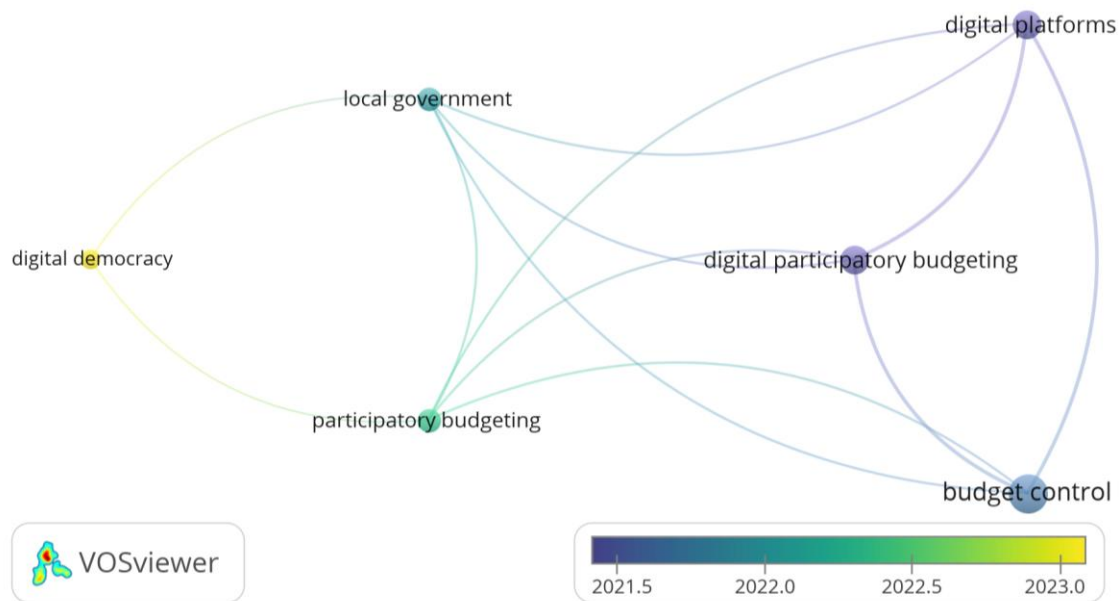 digital platforms
local government
digital democracy
digital participatory budgeting
participatory budgeting
budget control
VOSviewer
2021.5 2022.0 2022.5 2023.0